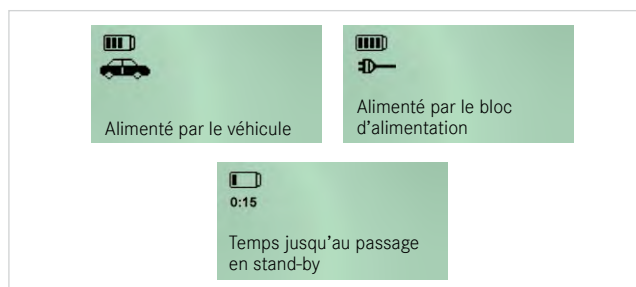 Alimenté par le véhicule
Alimenté par le bloc
d'alimentation
0:15
Temps jusqu'au passage
en stand-by